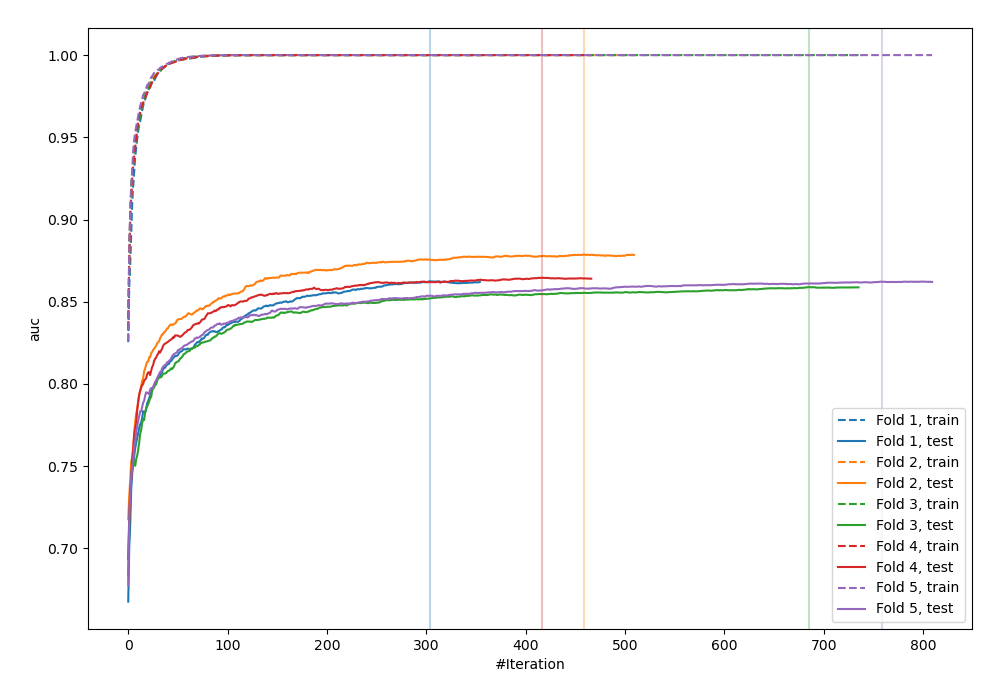 1.00
0.95
0.90
0.85
0.80
0.75
0.70
auc
0
100
200
300
400
500
600
700
800
#Iteration
Fold 1, train
Fold 1, test
Fold 2, train
Fold 2, test
Fold 3, train
Fold 3, test
Fold 4, train
Fold 4, test
Fold 5, train
Fold 5, test